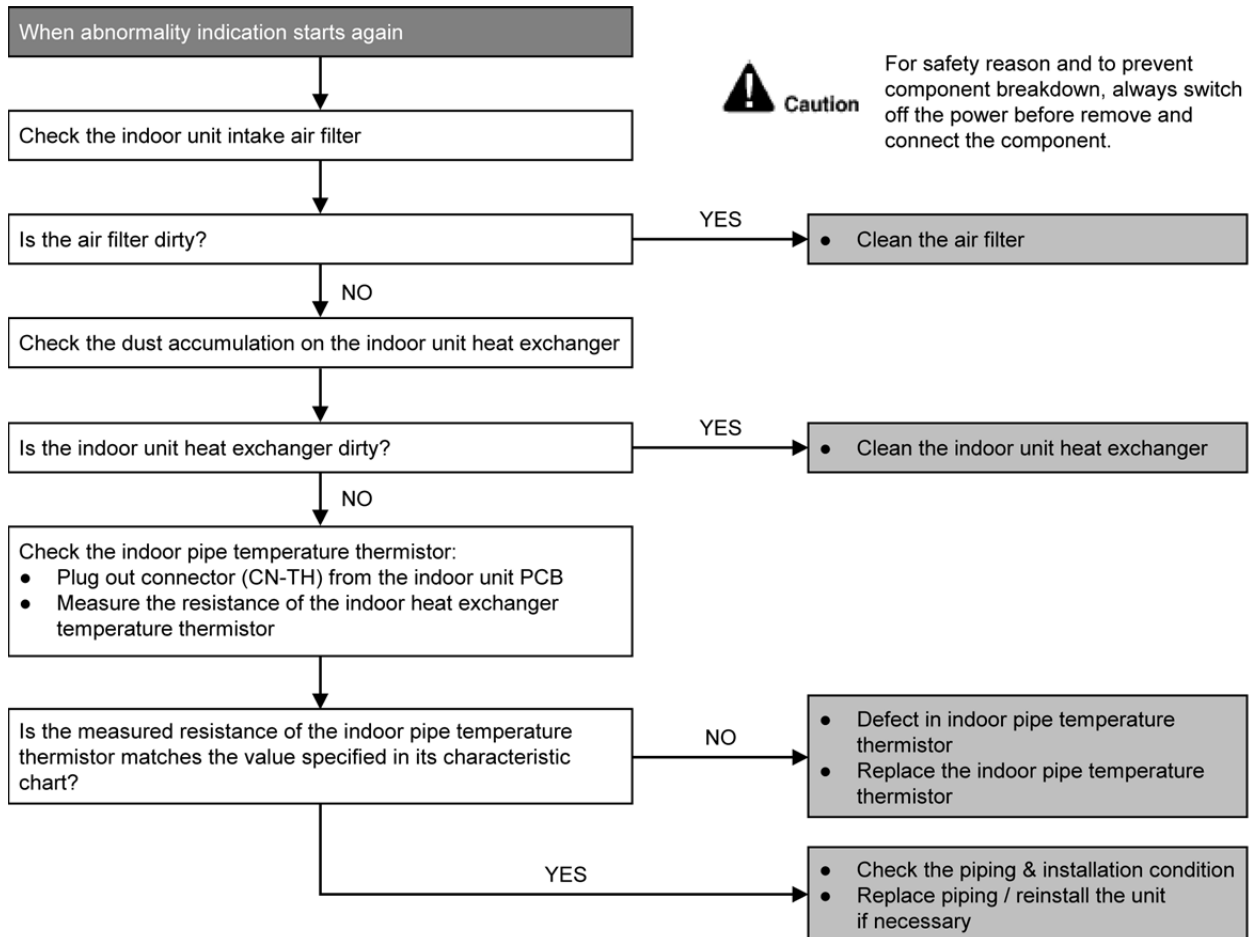 When abnormality indication starts again
Caution
For safety reason and to prevent
component breakdown, always switch
off the power before remove and
connect the component.
Check the indoor unit intake air filter
Is the air filter dirty?
YES
● Clean the air filter
NO
Check the dust accumulation on the indoor unit heat exchanger
Is the indoor unit heat exchanger dirty?
YES
● Clean the indoor unit heat exchanger
NO
Check the indoor pipe temperature thermistor:
● Plug out connector (CN-TH) from the indoor unit PCB
● Measure the resistance of the indoor heat exchanger
temperature thermistor
Is the measured resistance of the indoor pipe temperature
thermistor matches the value specified in its characteristic
chart?
NO
● Defect in indoor pipe temperature
thermistor
● Replace the indoor pipe temperature
thermistor
YES
● Check the piping & installation condition
● Replace piping / reinstall the unit
if necessary